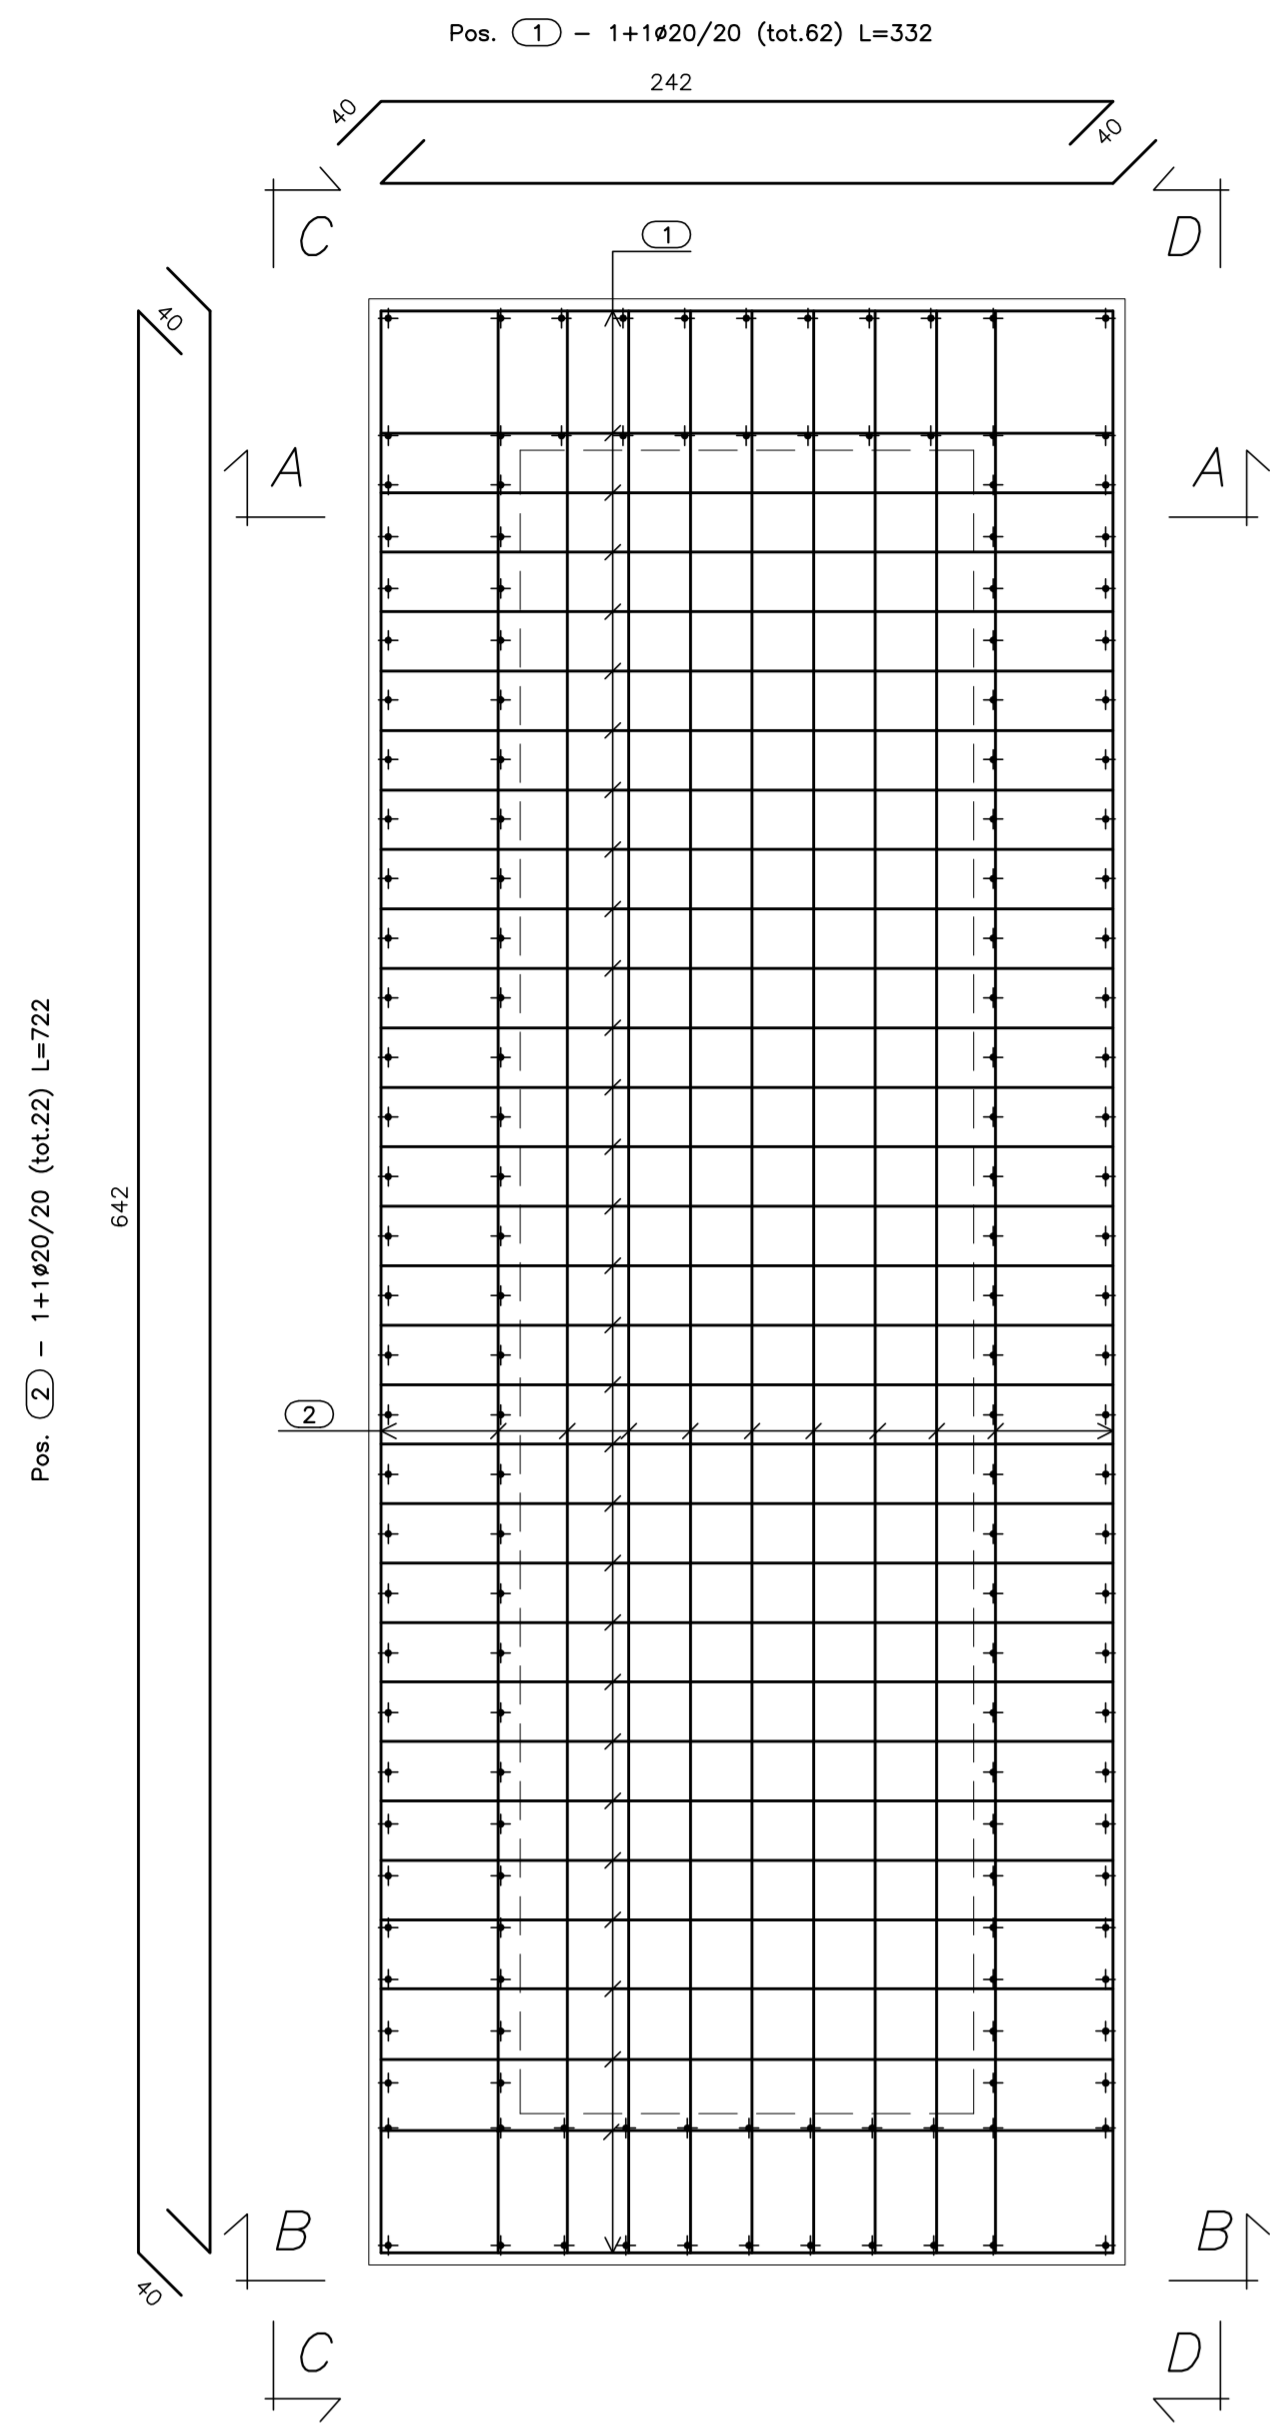 Pos. 1 – 1+1ø20/20 (tot.62) L=332
242
40
40
C
D
1
40
A
A
Pos. 2 – 1+1ø20/20 (tot.22) L=722
642
2
B
B
40
C
D